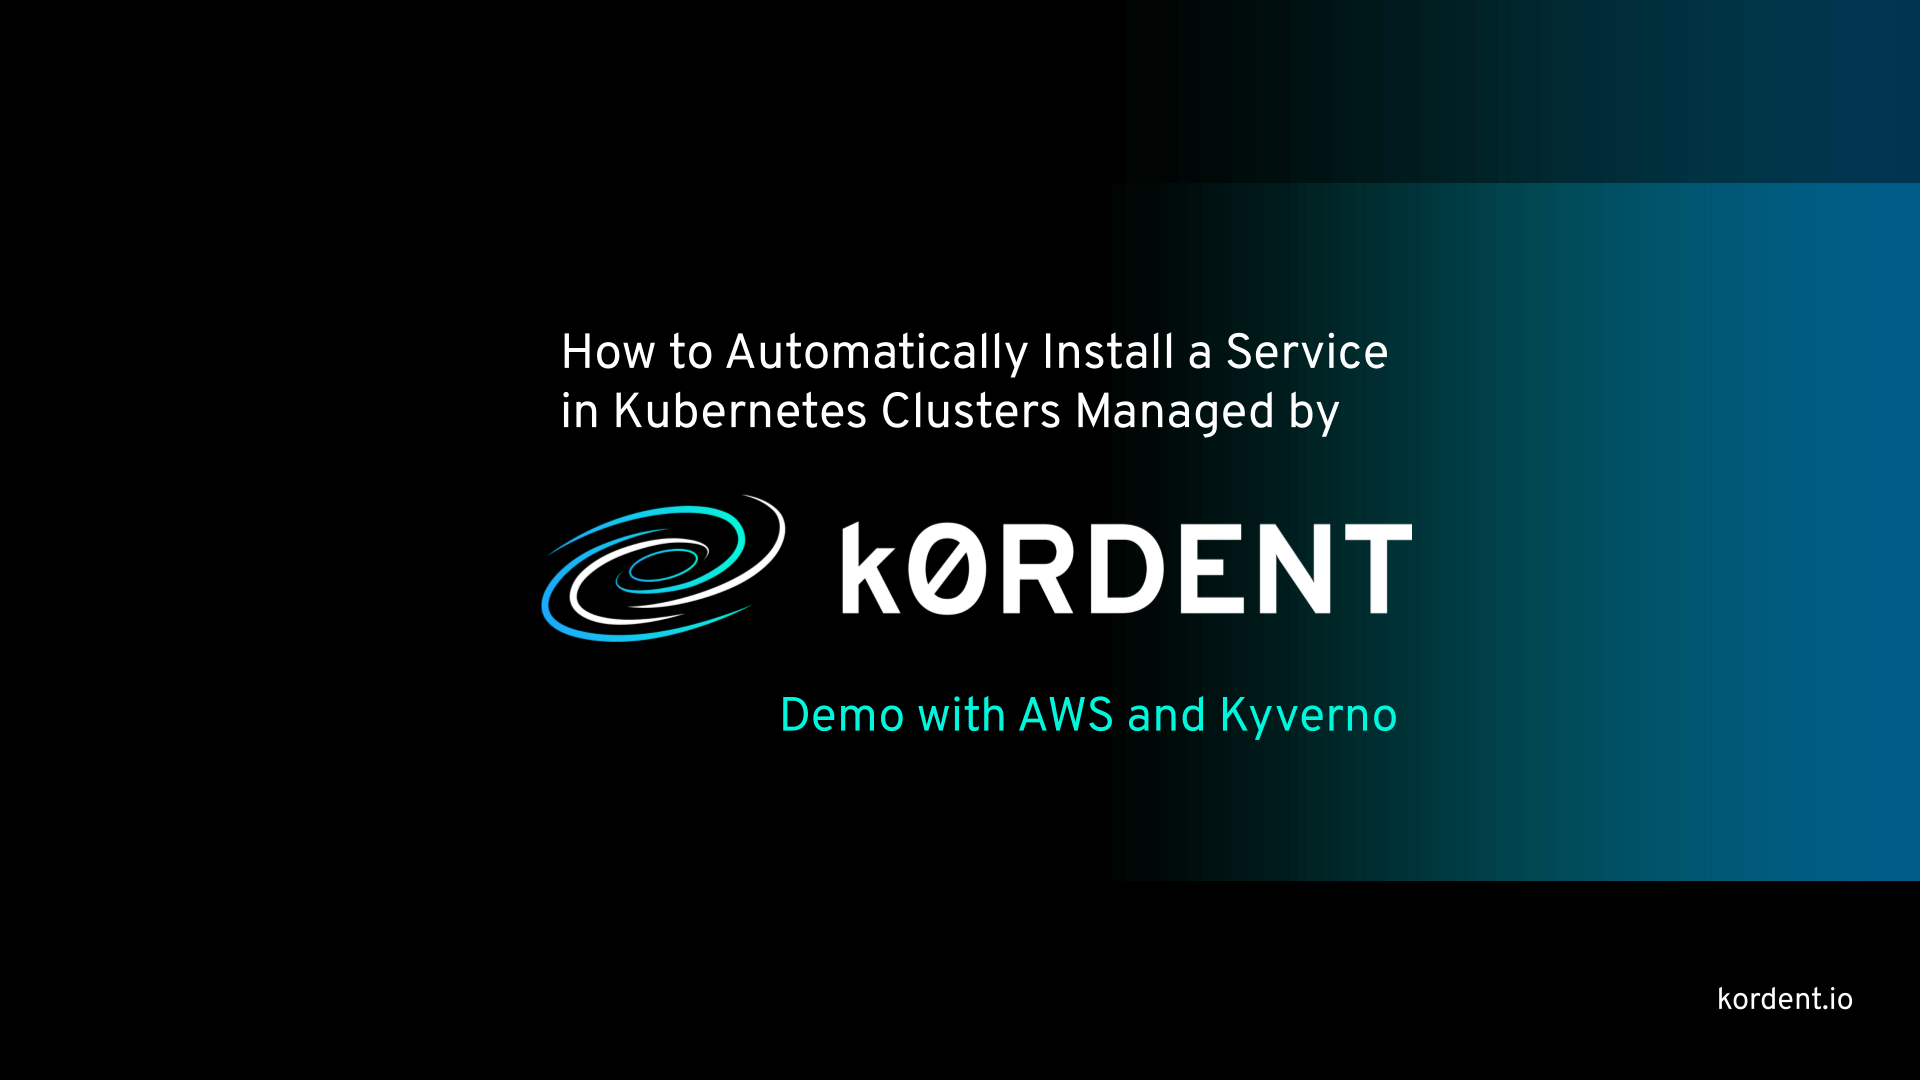 How to Automatically Install a Service
in Kubernetes Clusters Managed by
k0RDENT
Demo with AWS and Kyverno
kordent.io